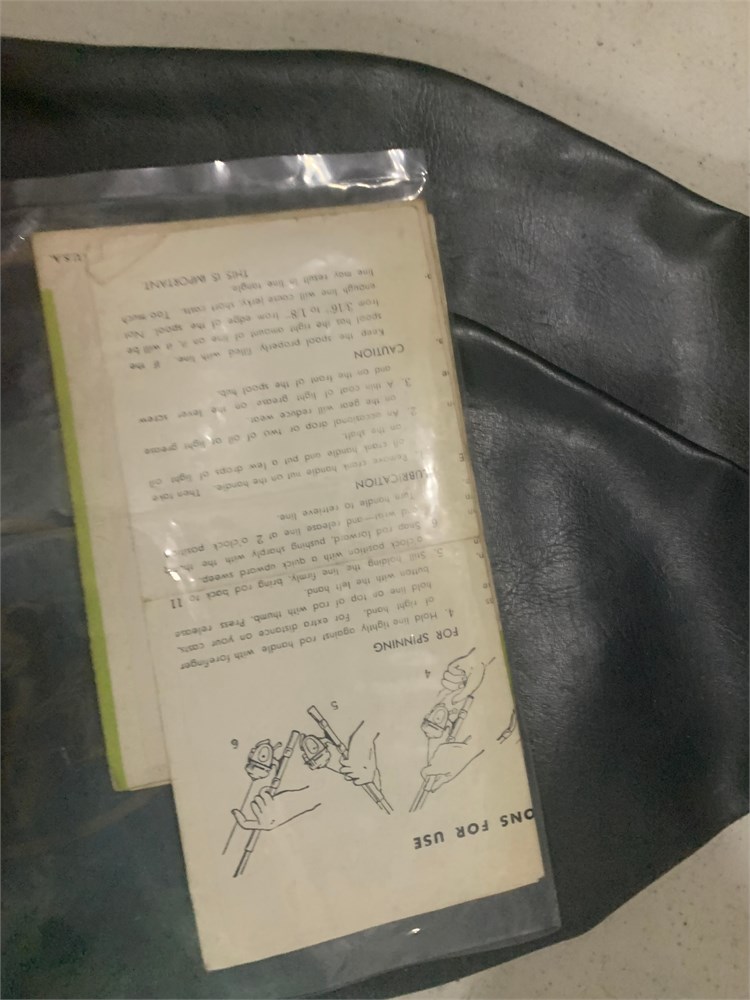 ONS FOR USE
4
5
6
FOR SPINNING
4. Hold line tightly against rod handle with forefinger
of right hand. For extra distance on your casts,
hold line on top of rod with thumb. Press release
button with the left hand.
5. Still holding the line firmly, bring rod back to 11
o'clock position with a quick upward sweep.
6. Snap rod forward, pushing sharply with the thumb
and wrist—and release line at 2 o'clock position
Turn handle to retrieve line.
LUBRICATION
Remove crank handle nut on the handle. Then take
off crank handle and put a few drops of light oil
on the shaft.
2. An occasional drop or two of oil or light grease
on the gear will reduce wear.
3. A thin coat of light grease on the lever screw
and on the front of the spool hub.
CAUTION
Keep the spool properly filled with line. If the
spool has the right amount of line on it, it will be
from 3/16" to 1/8" from edge of the spool. Not
enough line will cause jerky short casts. Too much
line may result in line tangle.
THIS IS IMPORTANT
U.S.A.